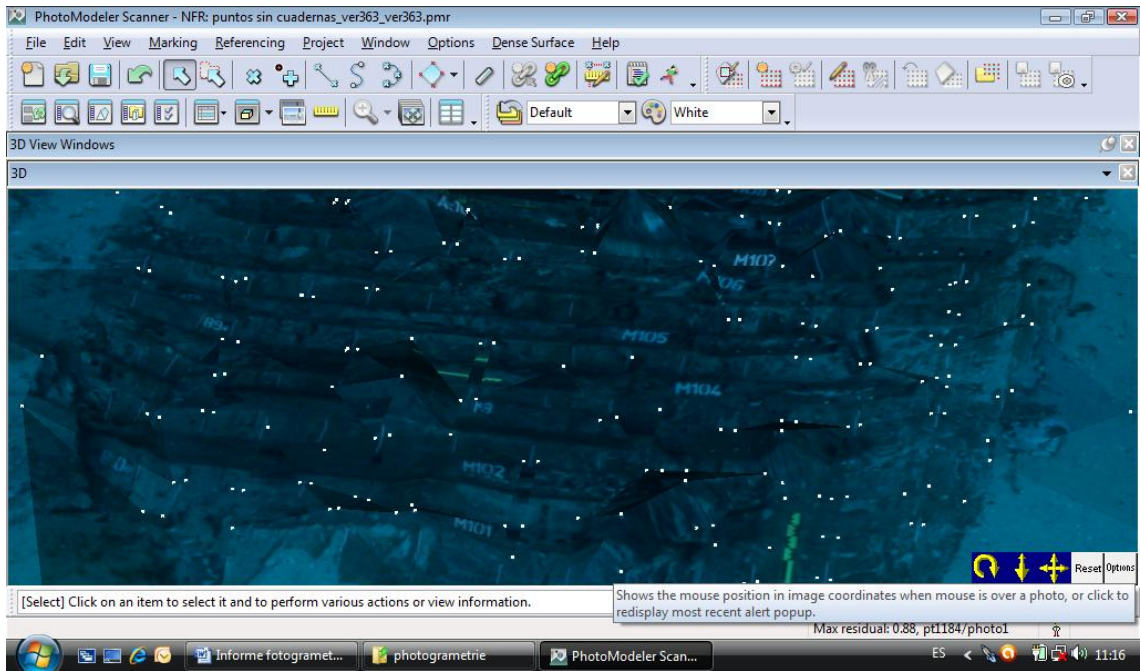 PhotoModeler Scanner - NFR: puntos sin cuadernas_ver363_ver363.pmr
File Edit View Marking Referencing Project Window Options Dense Surface Help
Default White
3D View Windows
3D
M107
M105
M104
M102
M101
Reset Options
[Select] Click on an item to select it and to perform various actions or view information.
Shows the mouse position in image coordinates when mouse is over a photo, or click to
redisplay most recent alert popup.
Max residual: 0.88, pt1184/photo1
Informe fotogramet... photogrametrie PhotoModeler Scan... ES 11:16